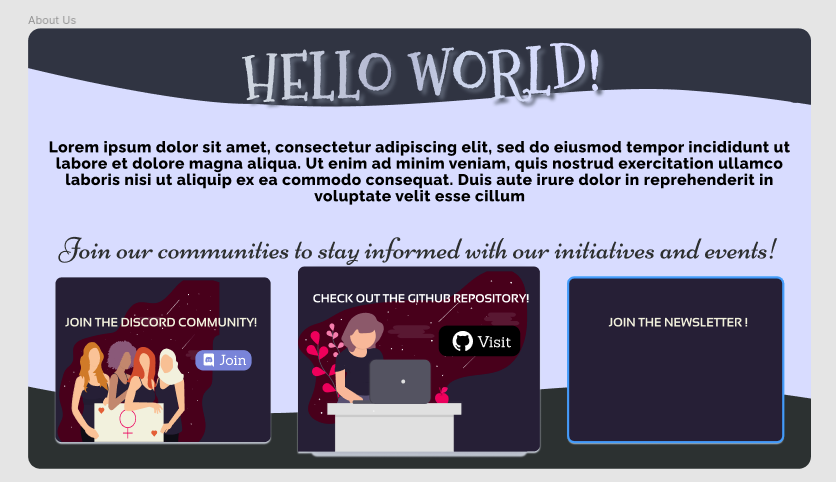 About Us
HELLO WORLD!
Lorem ipsum dolor sit amet, consectetur adipiscing elit, sed do eiusmod tempor incididunt ut
labore et dolore magna aliqua. Ut enim ad minim veniam, quis nostrud exercitation ullamco
laboris nisi ut aliquip ex ea commodo consequat. Duis aute irure dolor in reprehenderit in
voluptate velit esse cillum
Join our communities to stay informed with our initiatives and events!
JOIN THE DISCORD COMMUNITY!
Join
CHECK OUT THE GITHUB REPOSITORY!
Visit
JOIN THE NEWSLETTER !